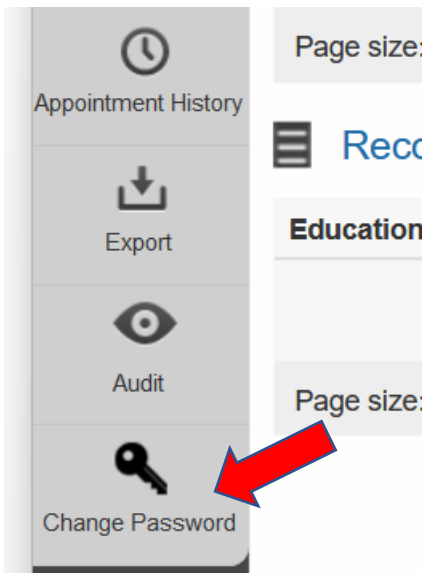 Page size:
Appointment History
Export
Education
Audit
Page size:
Change Password